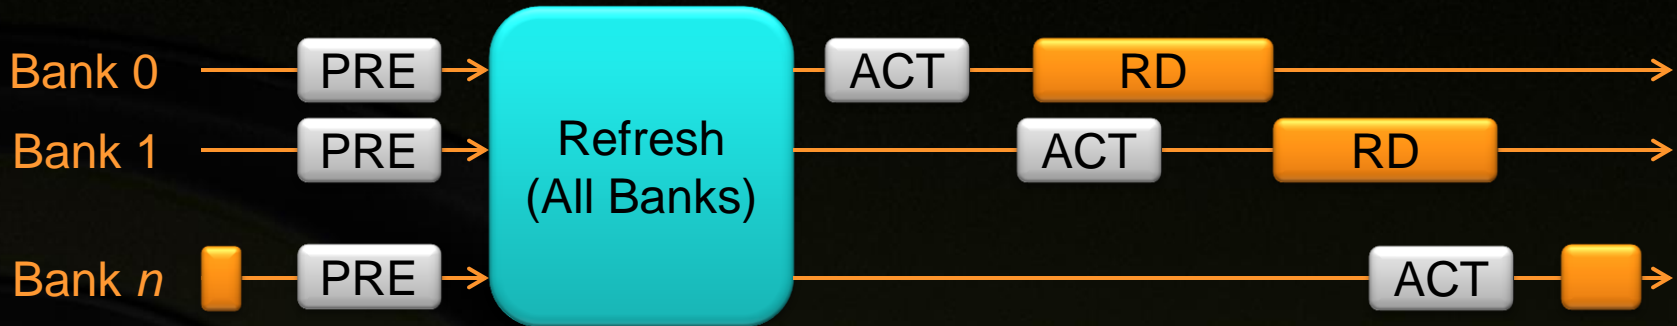 Bank 0 PRE ACT RD
Bank 1 PRE Refresh ACT RD
(All Banks)
Bank n PRE ACT